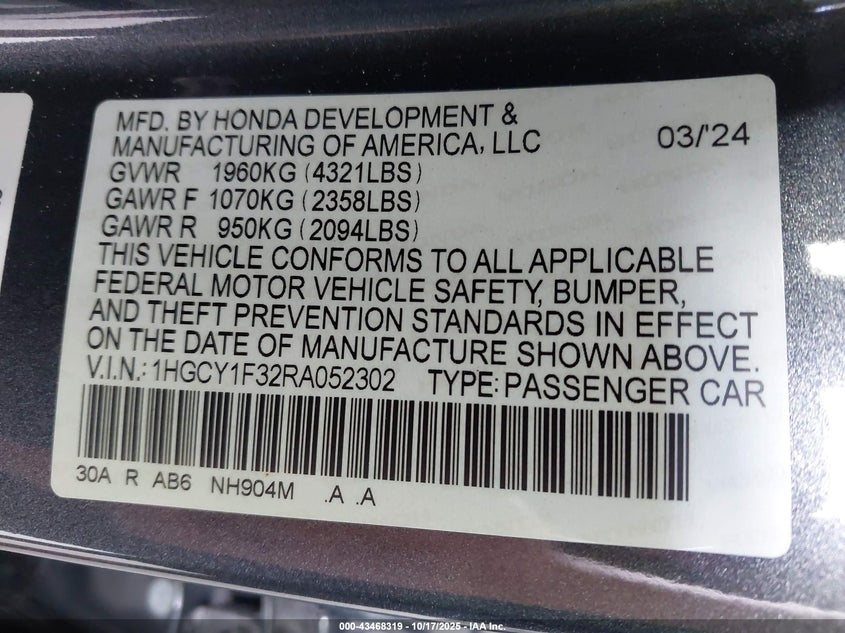 MFD. BY HONDA DEVELOPMENT &
MANUFACTURING OF AMERICA, LLC 03/'24
GVWR 1960KG (4321LBS)
GAWR F 1070KG (2358LBS)
GAWR R 950KG (2094LBS)
THIS VEHICLE CONFORMS TO ALL APPLICABLE
FEDERAL MOTOR VEHICLE SAFETY, BUMPER,
AND THEFT PREVENTION STANDARDS IN EFFECT
ON THE DATE OF MANUFACTURE SHOWN ABOVE.
V.I.N.: 1HGCY1F32RA052302 TYPE: PASSENGER CAR
30A R AB6 NH904M .A .A
000-43468319 - 10/17/2025 - IAA Inc.